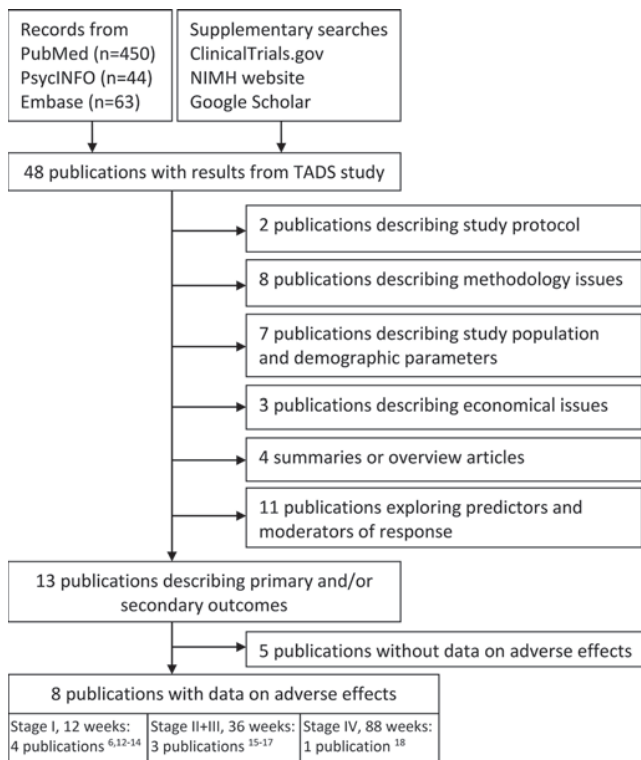 Records from
PubMed (n=450)
PsycINFO (n=44)
Embase (n=63)
Supplementary searches
ClinicalTrials.gov
NIMH website
Google Scholar
48 publications with results from TADS study
2 publications describing study protocol
8 publications describing methodology issues
7 publications describing study population
and demographic parameters
3 publications describing economical issues
4 summaries or overview articles
11 publications exploring predictors and
moderators of response
13 publications describing primary and/or
secondary outcomes
5 publications without data on adverse effects
8 publications with data on adverse effects
Stage I, 12 weeks:
4 publications 6,12-14
Stage II+III, 36 weeks:
3 publications 15-17
Stage IV, 88 weeks:
1 publication 18